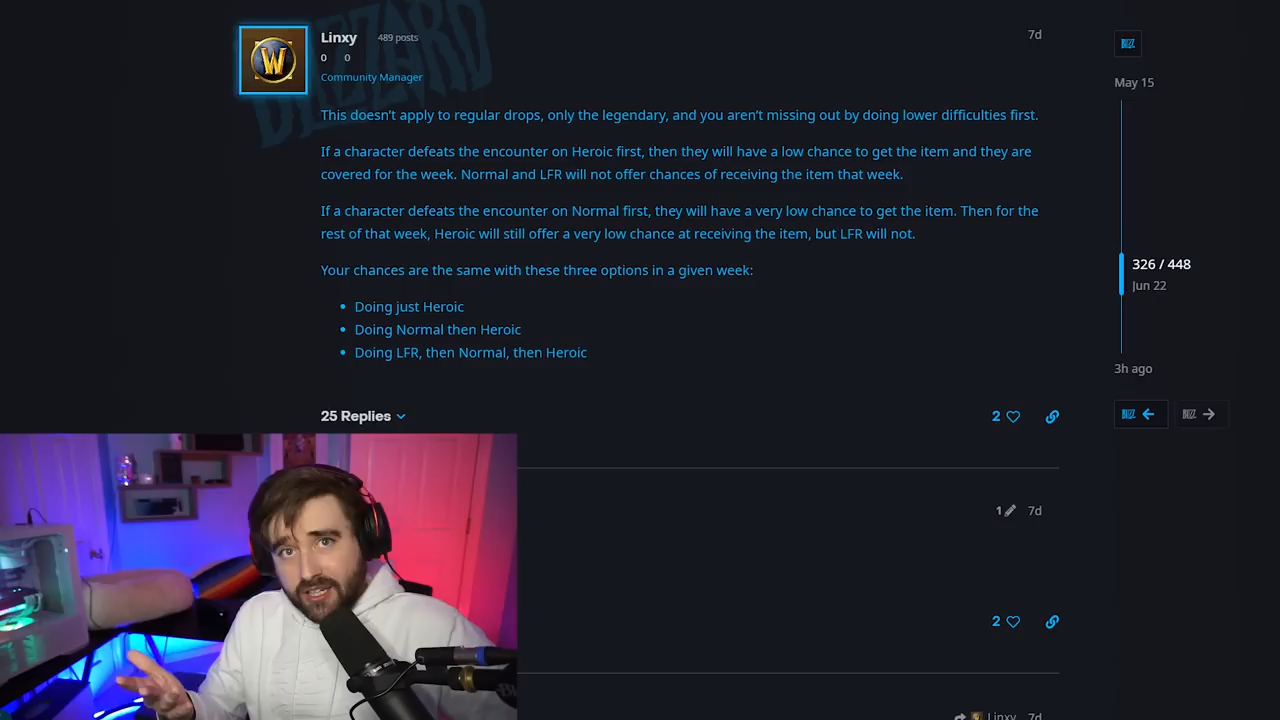 BLIZZARD
Linxy 489 posts 7d
0 0
Community Manager
This doesn't apply to regular drops, only the legendary, and you aren't missing out by doing lower difficulties first.
If a character defeats the encounter on Heroic first, then they will have a low chance to get the item and they are
covered for the week. Normal and LFR will not offer chances of receiving the item that week.
If a character defeats the encounter on Normal first, they will have a very low chance to get the item. Then for the
rest of that week, Heroic will still offer a very low chance at receiving the item, but LFR will not.
Your chances are the same with these three options in a given week:
• Doing just Heroic
• Doing Normal then Heroic
• Doing LFR, then Normal, then Heroic
25 Replies 2
1 7d
2
Linxy 7d
BLIZZ
May 15
326 / 448
Jun 22
3h ago
BLIZZ BLIZZ